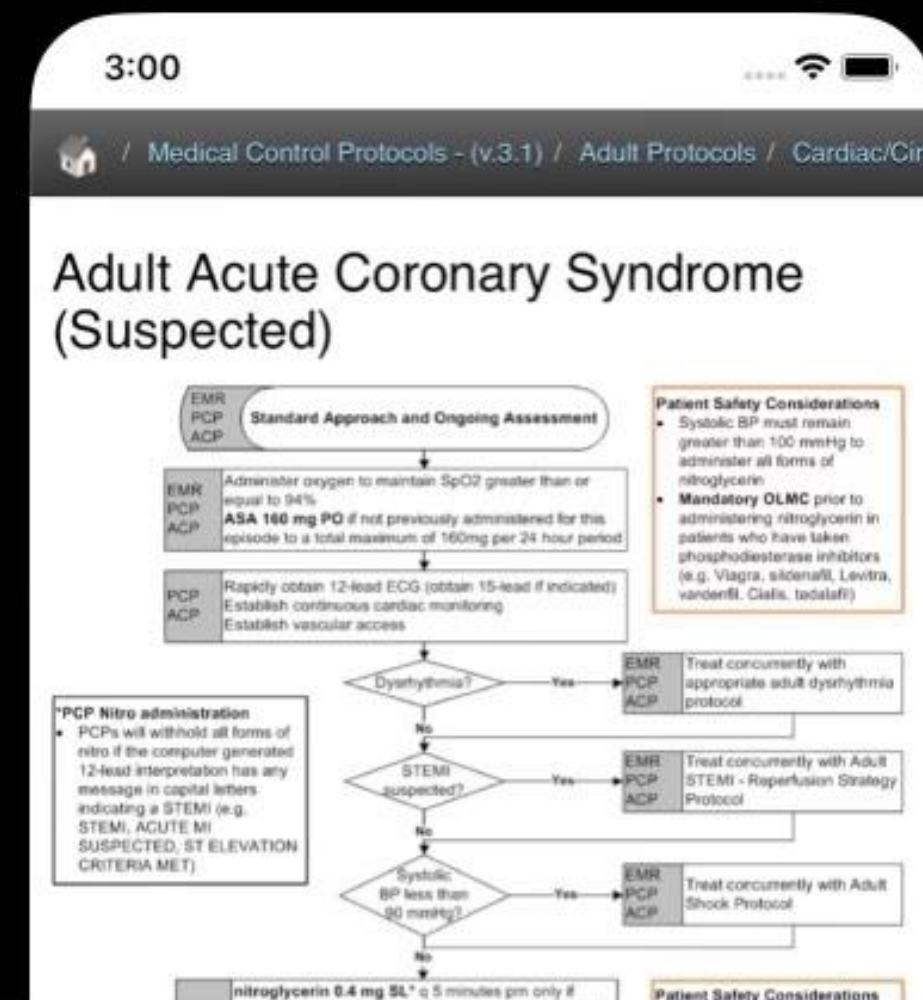 3:00
/ Medical Control Protocols - (v.3.1) / Adult Protocols / Cardiac/Cir
Adult Acute Coronary Syndrome
(Suspected)
EMR
PCP
ACP
Standard Approach and Ongoing Assessment
Patient Safety Considerations
• Systolic BP must remain
greater than 100 mmHg to
administer all forms of
nitroglycerin
• Mandatory OLMC prior to
administering nitroglycerin in
patients who have taken
phosphodiesterase inhibitors
(e.g. Viagra, sildenafil, Levitra,
vardenfil, Cialis, tadalafil)
EMR
PCP
ACP
Administer oxygen to maintain SpO2 greater than or
equal to 94%
ASA 160 mg PO if not previously administered for this
episode to a total maximum of 160mg per 24 hour period
PCP
ACP
Rapidly obtain 12-lead ECG (obtain 15-lead if indicated)
Establish continuous cardiac monitoring
Establish vascular access
Dysrhythmia?
Yes
EMR
PCP
ACP
Treat concurrently with
appropriate adult dysrhythmia
protocol
No
*PCP Nitro administration
• PCPs will withhold all forms of
nitro if the computer generated
12-lead interpretation has any
message in capital letters
indicating a STEMI (e.g.
STEMI, ACUTE MI
SUSPECTED, ST ELEVATION
CRITERIA MET)
STEMI
suspected?
Yes
EMR
PCP
ACP
Treat concurrently with Adult
STEMI - Reperfusion Strategy
Protocol
No
Systolic
BP less than
90 mmHg?
Yes
EMR
PCP
ACP
Treat concurrently with Adult
Shock Protocol
No
nitroglycerin 0.4 mg SL* q 5 minutes prn only if
Patient Safety Considerations